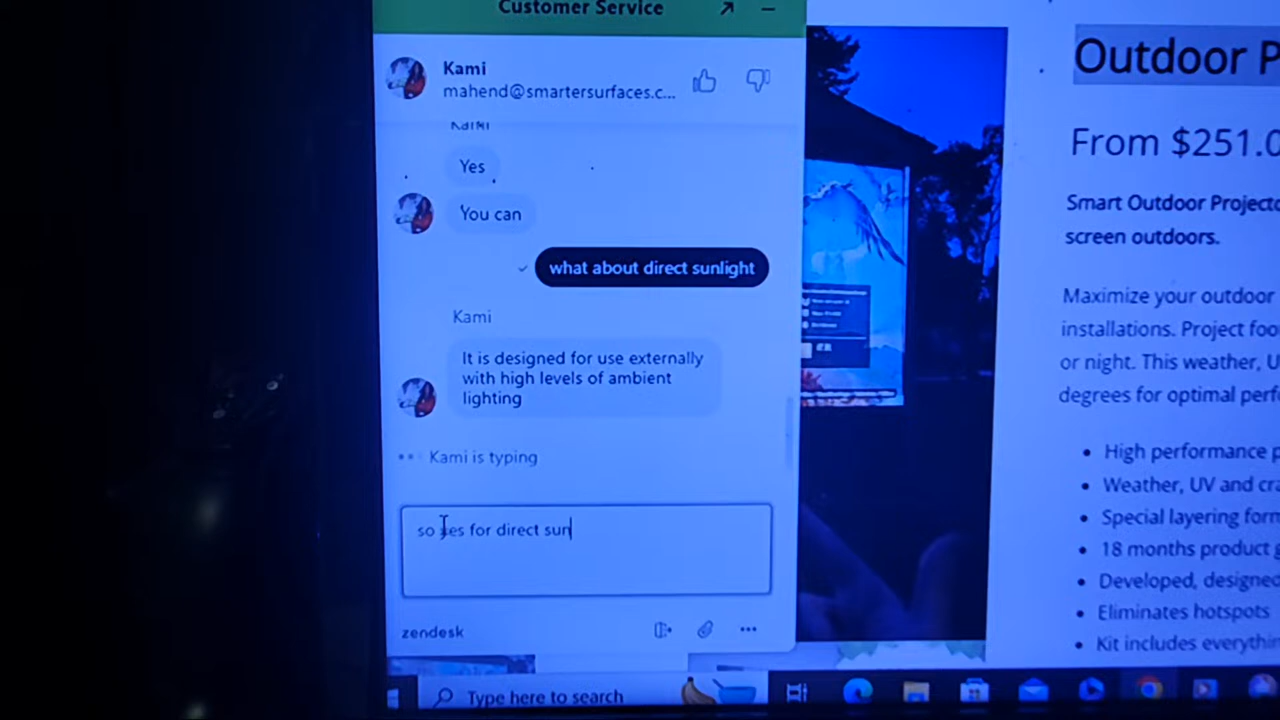 Customer Service
Kami
mahend@smartersurfaces.c...
Kami
Yes
You can
what about direct sunlight
Kami
It is designed for use externally
with high levels of ambient
lighting
Kami is typing
so yes for direct sun
zendesk
Type here to search
Outdoor P
From $251.0
Smart Outdoor Projecto
screen outdoors.
Maximize your outdoor
installations. Project foo
or night. This weather, U
degrees for optimal perf
High performance p
Weather, UV and cra
Special layering form
18 months product g
Developed, designed
Eliminates hotspots
Kit includes everythin